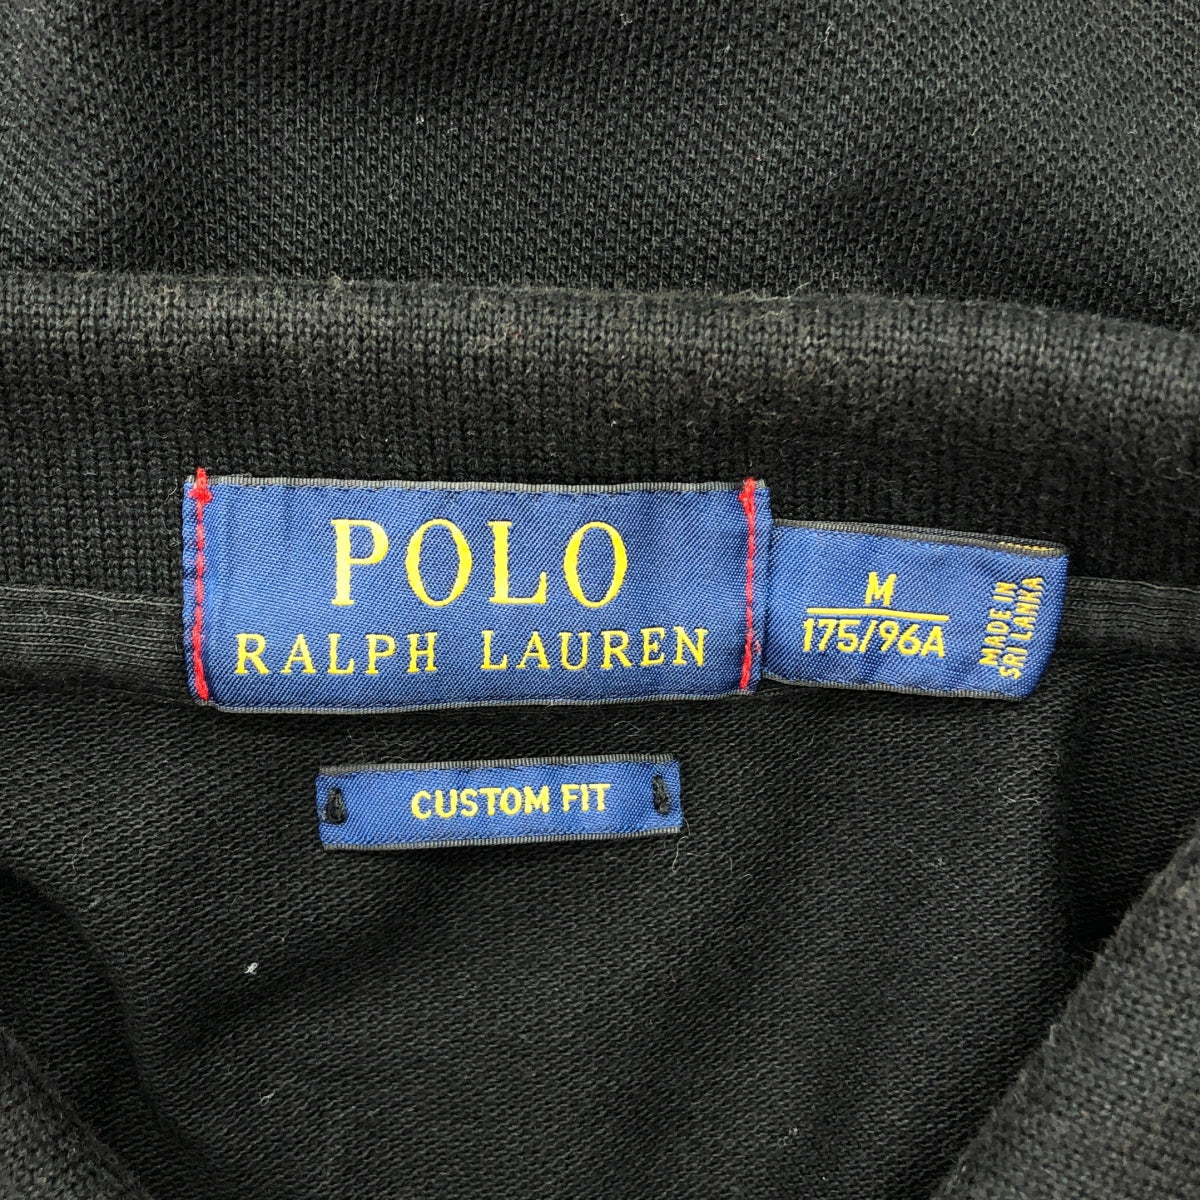 POLO
RALPH LAUREN
M
175/96A
MADE IN
SRI LANKA
CUSTOM FIT